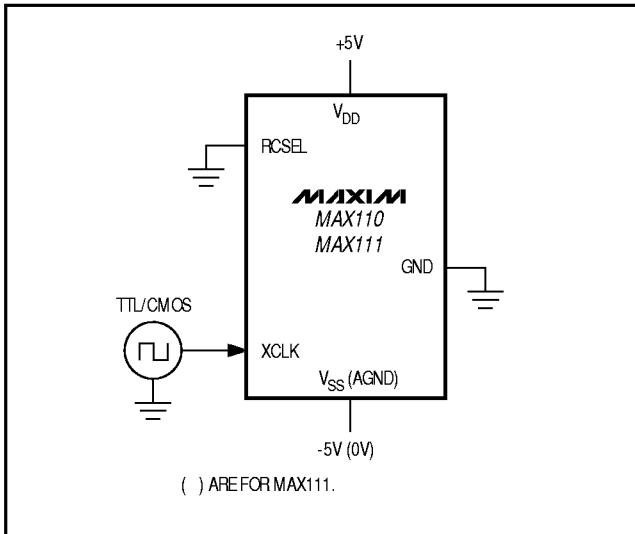 +5V
VDD
RCSEL
MAXIM
MAX110
MAX111
GND
TTL/CMOS
XCLK
VSS (AGND)
-5V (0V)
( ) ARE FOR MAX111.